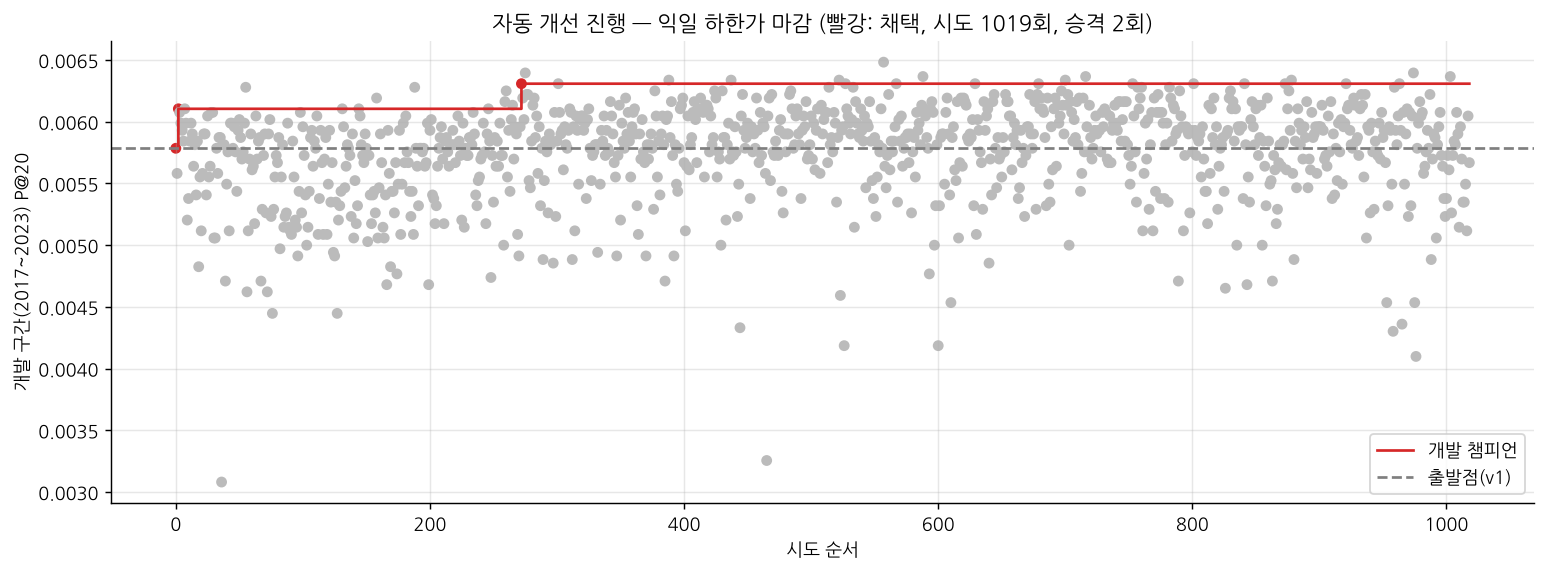 자동 개선 진행 — 익일 하한가 마감 (빨강: 채택, 시도 1019회, 승격 2회)
개발 구간(2017~2023) P@20
0.0065
0.0060
0.0055
0.0050
0.0045
0.0040
0.0035
0.0030
개발 챔피언
출발점(v1)
0 200 400 600 800 1000
시도 순서